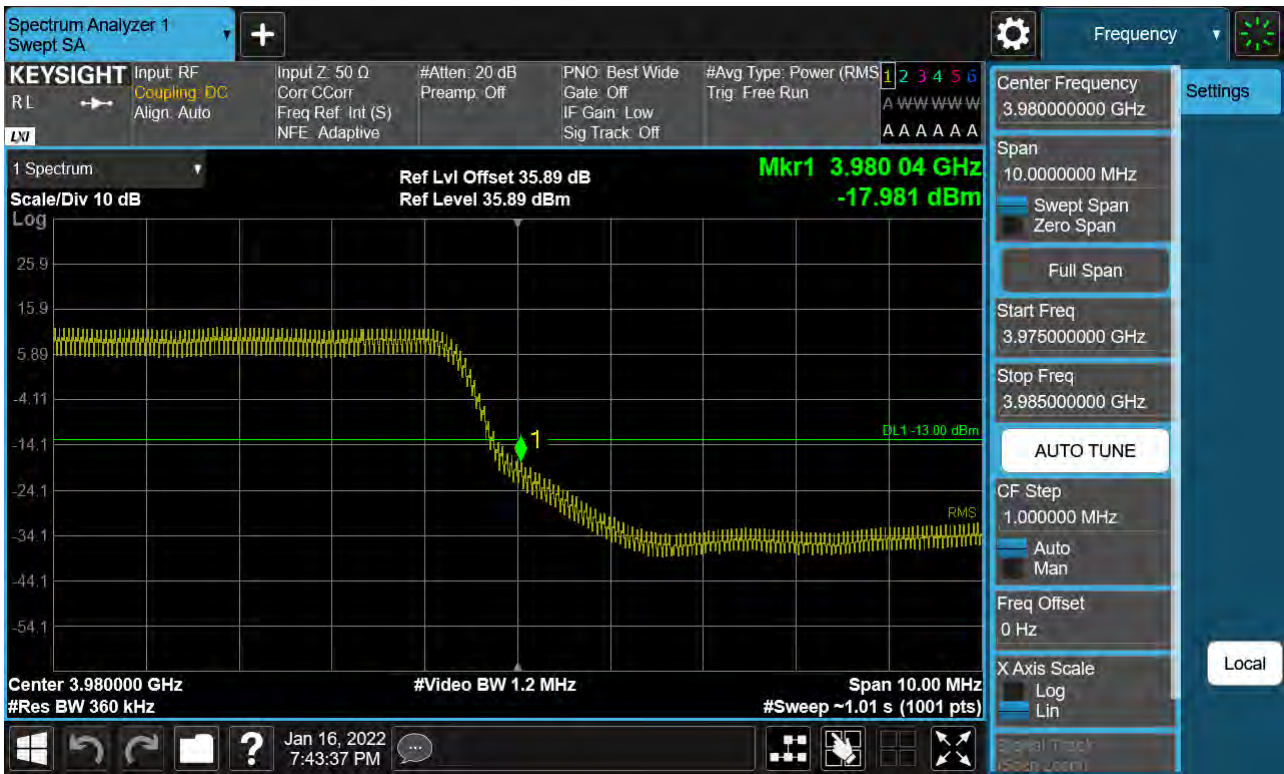 Spectrum Analyzer 1
Swept SA
Frequency
KEYSIGHT
RL
LXI
Input: RF
Coupling: DC
Align: Auto
Input Z: 50 Ω
Corr CCorr
Freq Ref: Int (S)
NFE: Adaptive
#Atten: 20 dB
Preamp: Off
PNO: Best Wide
Gate: Off
IF Gain: Low
Sig Track: Off
#Avg Type: Power (RMS
Trig: Free Run
1 2 3 4 5 6
A W W W W W
A A A A A A
1 Spectrum
Scale/Div 10 dB
Log
Ref Lvl Offset 35.89 dB
Ref Level 35.89 dBm
Mkr1 3.980 04 GHz
-17.981 dBm
25.9
15.9
5.89
-4.11
-14.1
-24.1
-34.1
-44.1
-54.1
1
DL1 -13.00 dBm
RMS
Center 3.980000 GHz
#Res BW 360 kHz
#Video BW 1.2 MHz
Span 10.00 MHz
#Sweep ~1.01 s (1001 pts)
Center Frequency
3.980000000 GHz
Settings
Span
10.0000000 MHz
Swept Span
Zero Span
Full Span
Start Freq
3.975000000 GHz
Stop Freq
3.985000000 GHz
AUTO TUNE
CF Step
1.000000 MHz
Auto
Man
Freq Offset
0 Hz
X Axis Scale
Log
Lin
Signal Track
(Span Zoom)
Local
?
Jan 16, 2022
7:43:37 PM